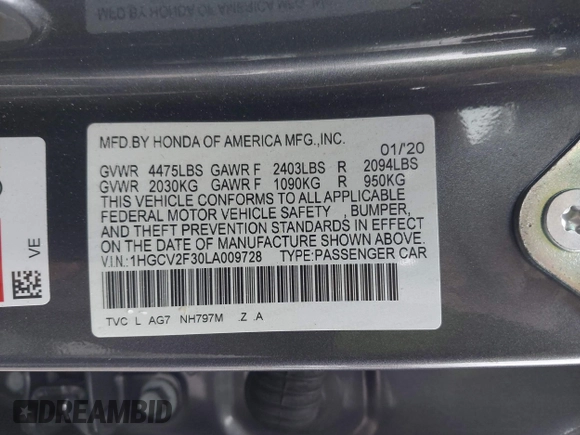 MFD.BY HONDA OF AMERICA MFG.,INC.
01/'20
GVWR 4475LBS GAWR F 2403LBS R 2094LBS
GVWR 2030KG GAWR F 1090KG R 950KG
THIS VEHICLE CONFORMS TO ALL APPLICABLE
FEDERAL MOTOR VEHICLE SAFETY , BUMPER,
AND THEFT PREVENTION STANDARDS IN EFFECT
ON THE DATE OF MANUFACTURE SHOWN ABOVE.
V.I.N.:1HGCV2F30LA009728 TYPE:PASSENGER CAR
TVC L AG7 NH797M .Z .A
VE
DREAMBID